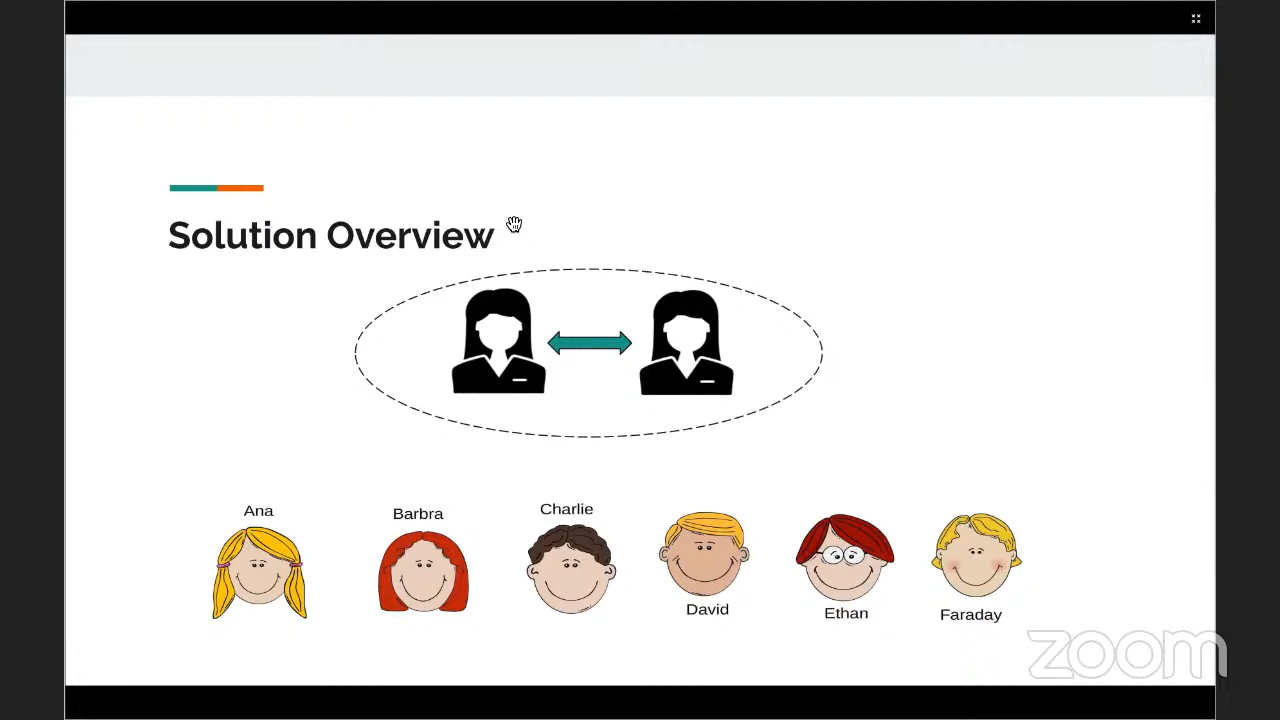 Solution Overview
Ana
Barbra
Charlie
David
Ethan
Faraday
zoom